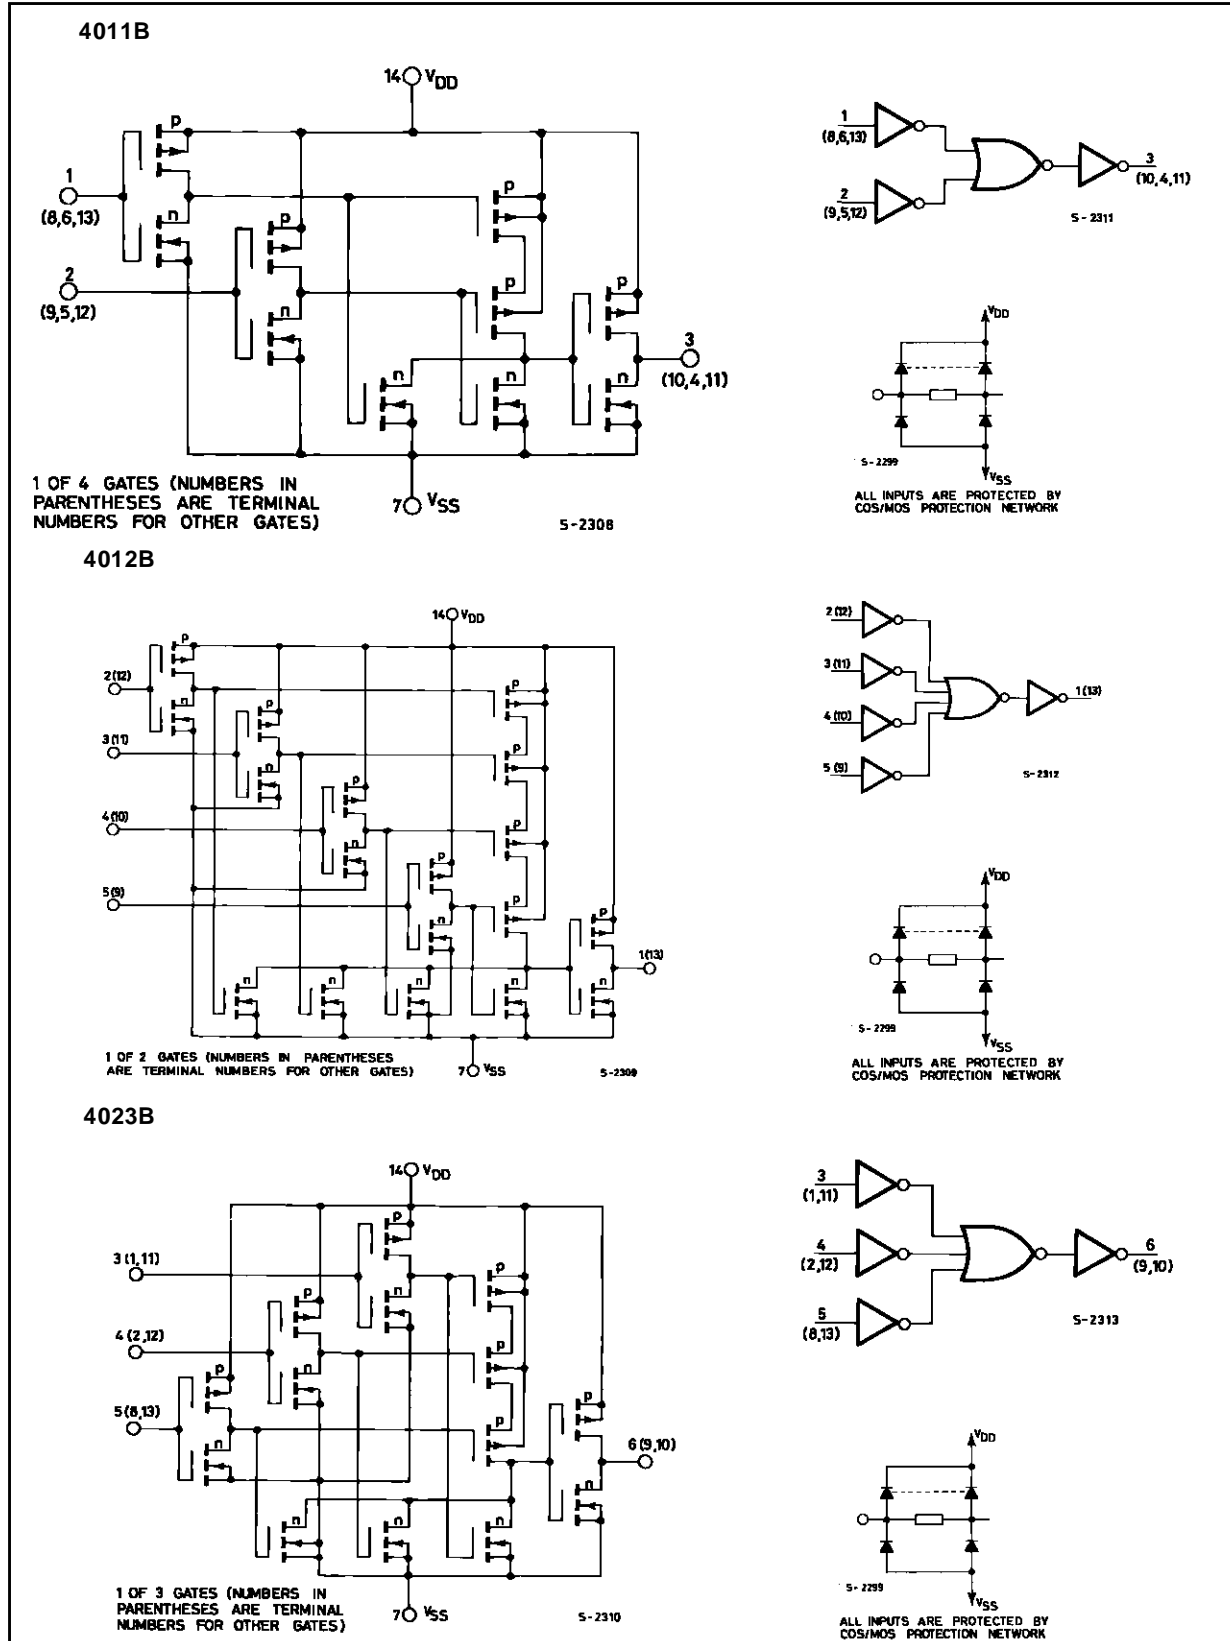 4011B
14 VDD
p
1
(8,6,13)
n
p
p
2
(9,5,12)
n
p
p
n
n
n
3
(10,4,11)
7 VSS
1 OF 4 GATES (NUMBERS IN
PARENTHESES ARE TERMINAL
NUMBERS FOR OTHER GATES)
S-2308
1
(8,6,13)
2
(9,5,12)
3
(10,4,11)
S-2311
VDD
S-2299
VSS
ALL INPUTS ARE PROTECTED BY
COS/MOS PROTECTION NETWORK
4012B
14 VDD
p
2(12)
n
p
p
3(11)
n
p
p
4(10)
n
p
p
5(9)
n
p
p
n
n
n
n
n
1(13)
7 VSS
1 OF 2 GATES (NUMBERS IN PARENTHESES
ARE TERMINAL NUMBERS FOR OTHER GATES)
S-2309
2(12)
3(11)
4(10)
5(9)
1(13)
S-2312
VDD
S-2299
VSS
ALL INPUTS ARE PROTECTED BY
COS/MOS PROTECTION NETWORK
4023B
14 VDD
p
3(1,11)
n
p
p
4(2,12)
n
p
p
5(8,13)
n
p
p
n
n
n
n
6(9,10)
7 VSS
1 OF 3 GATES (NUMBERS IN
PARENTHESES ARE TERMINAL
NUMBERS FOR OTHER GATES)
S-2310
3
(1,11)
4
(2,12)
5
(8,13)
6
(9,10)
S-2313
VDD
S-2299
VSS
ALL INPUTS ARE PROTECTED BY
COS/MOS PROTECTION NETWORK